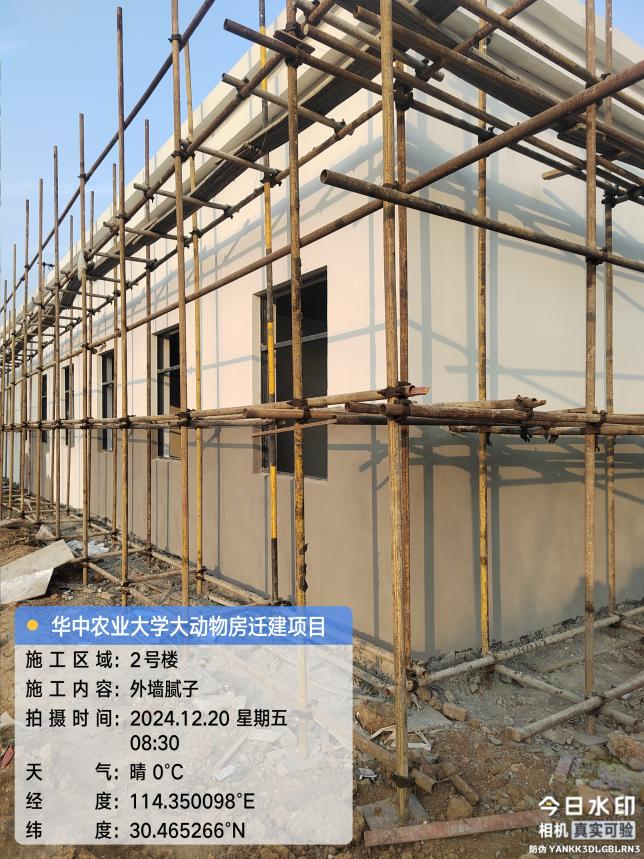 华中农业大学大动物房迁建项目
施工区域：2号楼
施工内容：外墙腻子
拍摄时间：2024.12.20 星期五
08:30
天气：晴 0°C
经度：114.350098°E
纬度：30.465266°N
今日水印
相机 真实可验
防伪 YANKK3DLGBLRN3